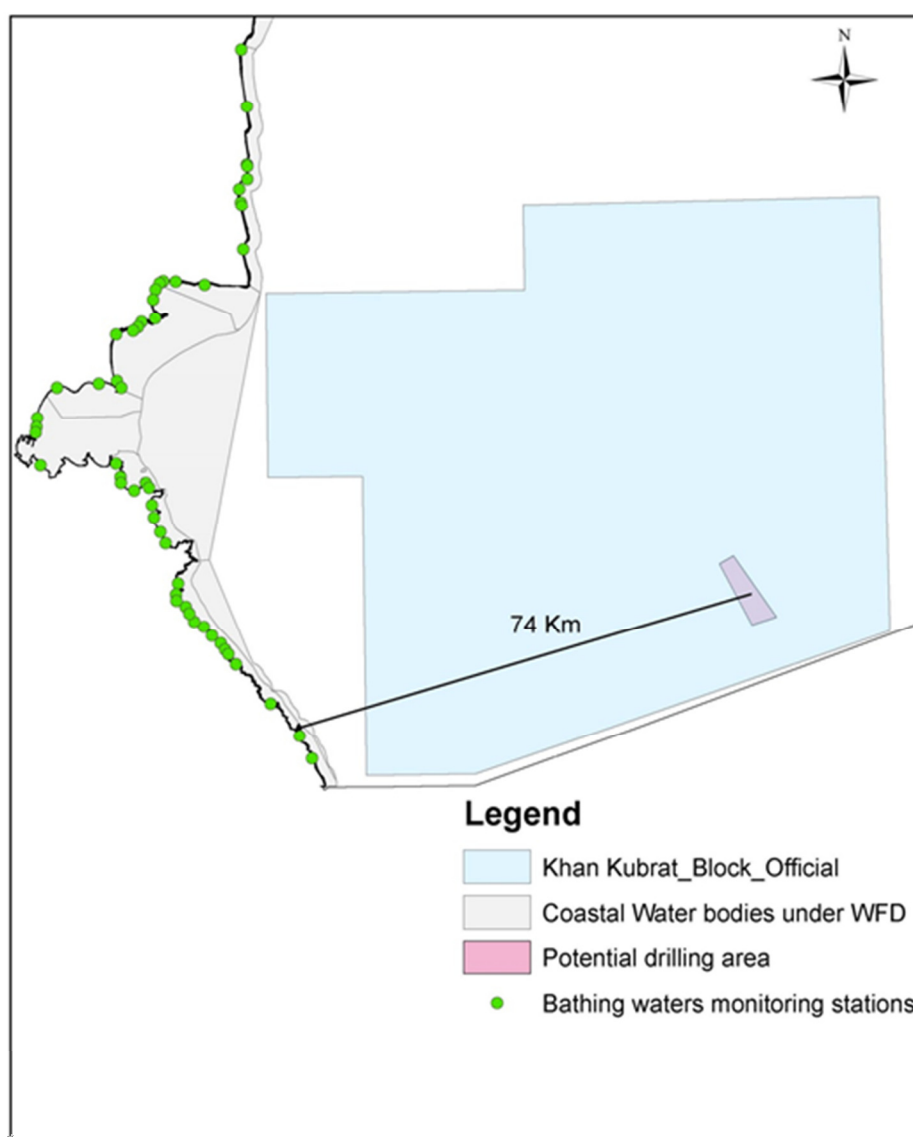 N
74 Km
Legend
Khan Kubrat_Block_Official
Coastal Water bodies under WFD
Potential drilling area
Bathing waters monitoring stations